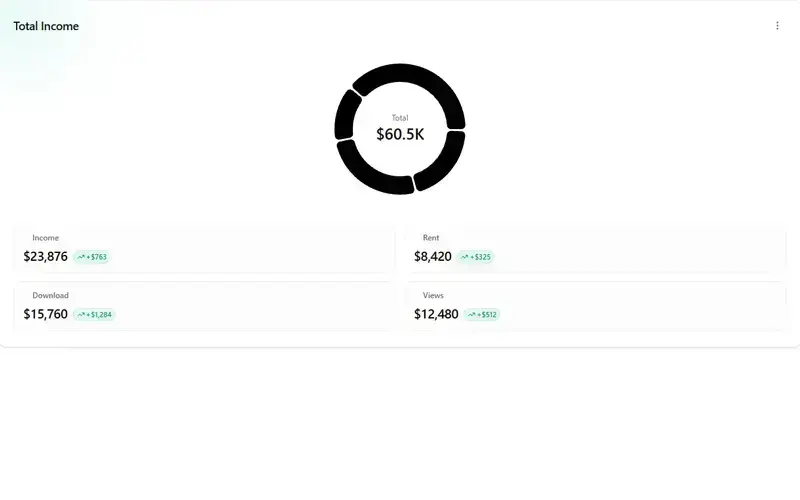 Total Income
Total
$60.5K
Income
$23,876 +$763
Rent
$8,420 +$325
Download
$15,760 +$1,284
Views
$12,480 +$512